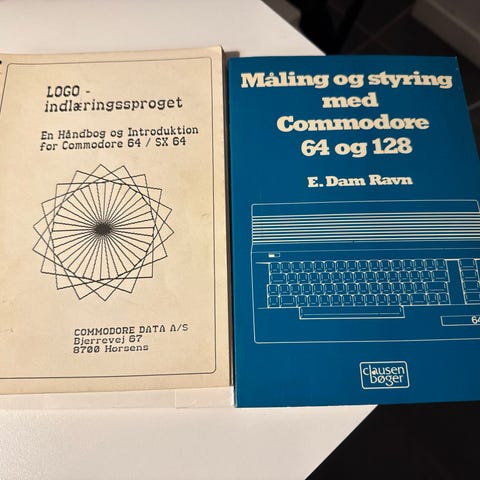 LOGO -
indlæringssproget
En Håndbog og Introduktion
for Commodore 64 / SX 64
COMMODORE DATA A/S
Bjerrevej 67
8700 Horsens
Måling og styring
med
Commodore
64 og 128
E. Dam Ravn
64
clausen
bøger